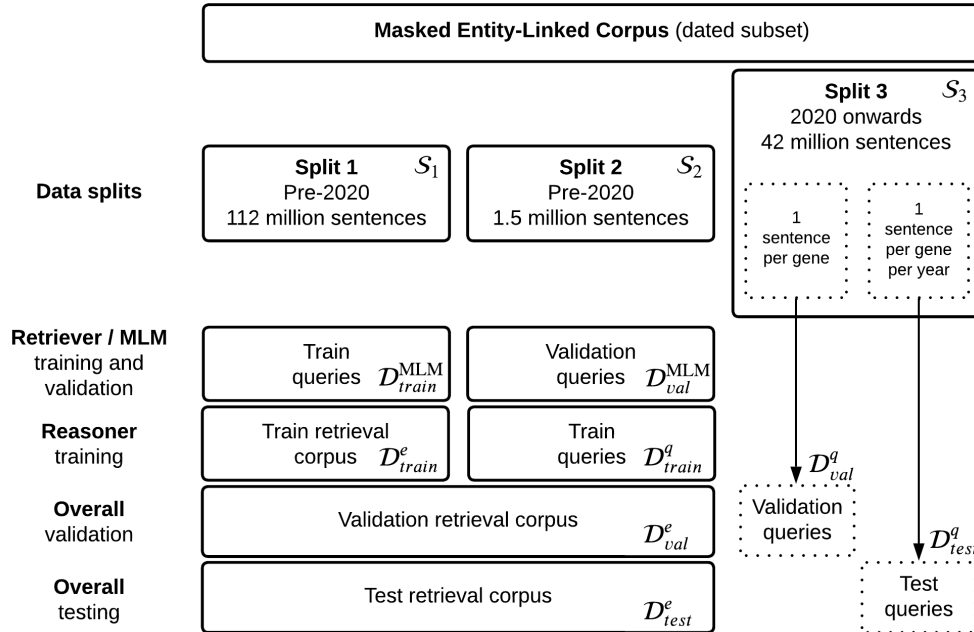 Masked Entity-Linked Corpus (dated subset)
Split 3 𝒮₃
2020 onwards
42 million sentences
1
sentence
per gene
1
sentence
per gene
per year
Data splits
Split 1 𝒮₁
Pre-2020
112 million sentences
Split 2 𝒮₂
Pre-2020
1.5 million sentences
Retriever / MLM
training and
validation
Train
queries 𝒟^MLM_train
Validation
queries 𝒟^MLM_val
Reasoner
training
Train retrieval
corpus 𝒟^e_train
Train
queries 𝒟^q_train
𝒟^q_val
Overall
validation
Validation retrieval corpus
𝒟^e_val
Validation
queries
𝒟^q_test
Overall
testing
Test retrieval corpus
𝒟^e_test
Test
queries